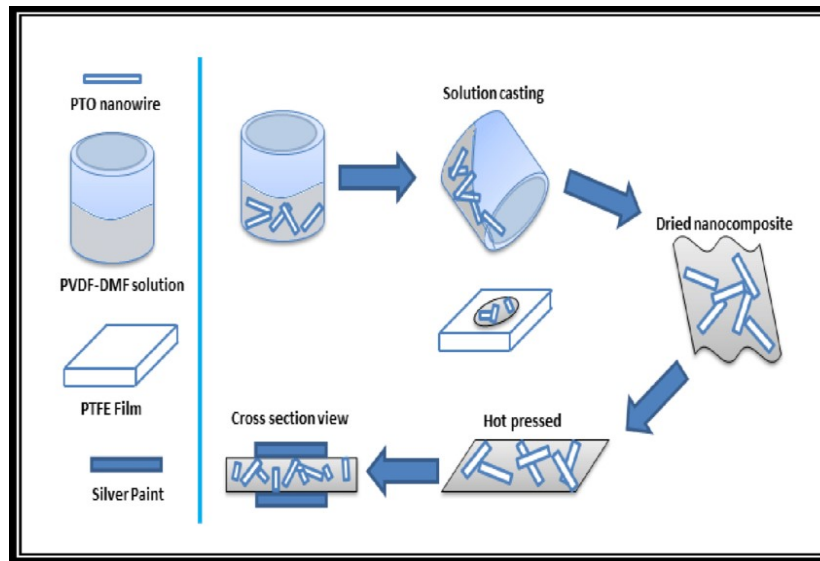 PTO nanowire
PVDF-DMF solution
PTFE Film
Silver Paint
Solution casting
Dried nanocomposite
Hot pressed
Cross section view